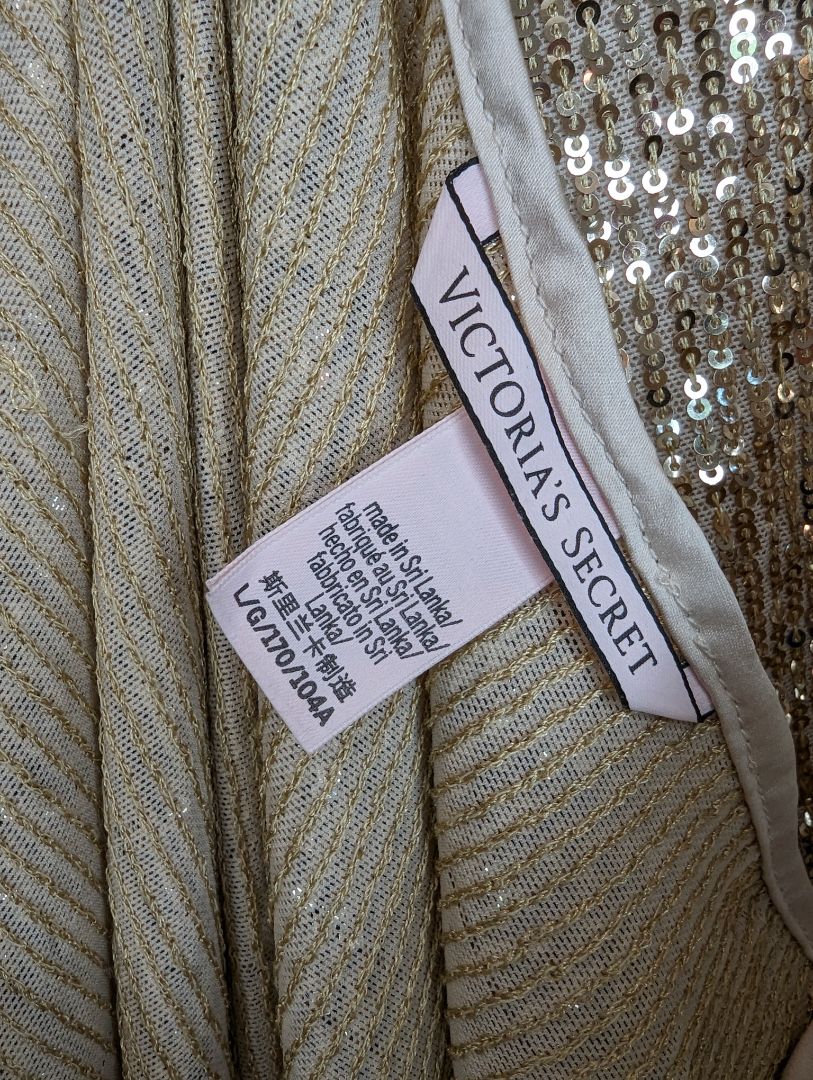 VICTORIA'S SECRET
made in Sri Lanka/
fabriqué au Sri Lanka/
hecho en Sri Lanka/
fabbricato in Sri
Lanka/
斯里兰卡制造
L/G/170/104A